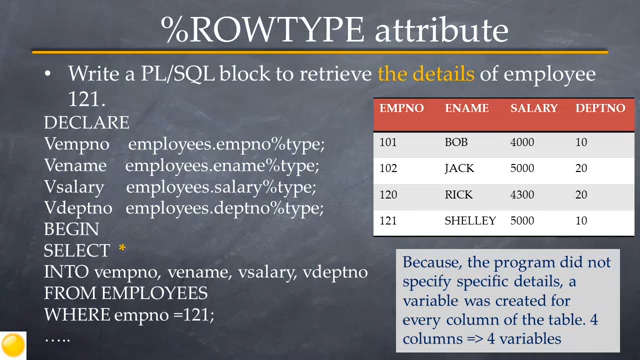 %ROWTYPE attribute
• Write a PL/SQL block to retrieve the details of employee
121.
DECLARE
Vempno employees.empno%type;
Vename employees.ename%type;
Vsalary employees.salary%type;
Vdeptno employees.deptno%type;
BEGIN
SELECT *
INTO vempno, vename, vsalary, vdeptno
FROM EMPLOYEES
WHERE empno =121;
…..
EMPNO ENAME SALARY DEPTNO
101 BOB 4000 10
102 JACK 5000 20
120 RICK 4300 20
121 SHELLEY 5000 10
Because, the program did not
specify specific details, a
variable was created for
every column of the table. 4
columns => 4 variables